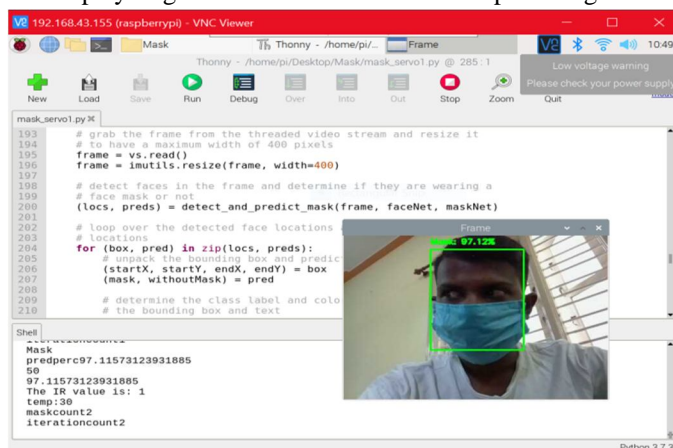 192.168.43.155 (raspberrypi) - VNC Viewer
Mask
Thonny - /home/pi/...
Frame
10:49
Thonny - /home/pi/Desktop/Mask/mask_servo1.py @ 285:1
Low voltage warning
Please check your power supply
New Load Save Run Debug Over Into Out Stop Zoom Quit
mask_servo1.py
193 # grab the frame from the threaded video stream and resize it
194 # to have a maximum width of 400 pixels
195 frame = vs.read()
196 frame = imutils.resize(frame, width=400)
197
198 # detect faces in the frame and determine if they are wearing a
199 # face mask or not
200 (locs, preds) = detect_and_predict_mask(frame, faceNet, maskNet)
201
202 # loop over the detected face locations
203 # locations
204 for (box, pred) in zip(locs, preds):
205 # unpack the bounding box and predic
206 (startX, startY, endX, endY) = box
207 (mask, withoutMask) = pred
208
209 # determine the class label and colo
210 # the bounding box and text
Frame
97.12%
Shell
Mask
predperc97.11573123931885
50
97.11573123931885
The IR value is: 1
temp:30
maskcount2
iterationcount2